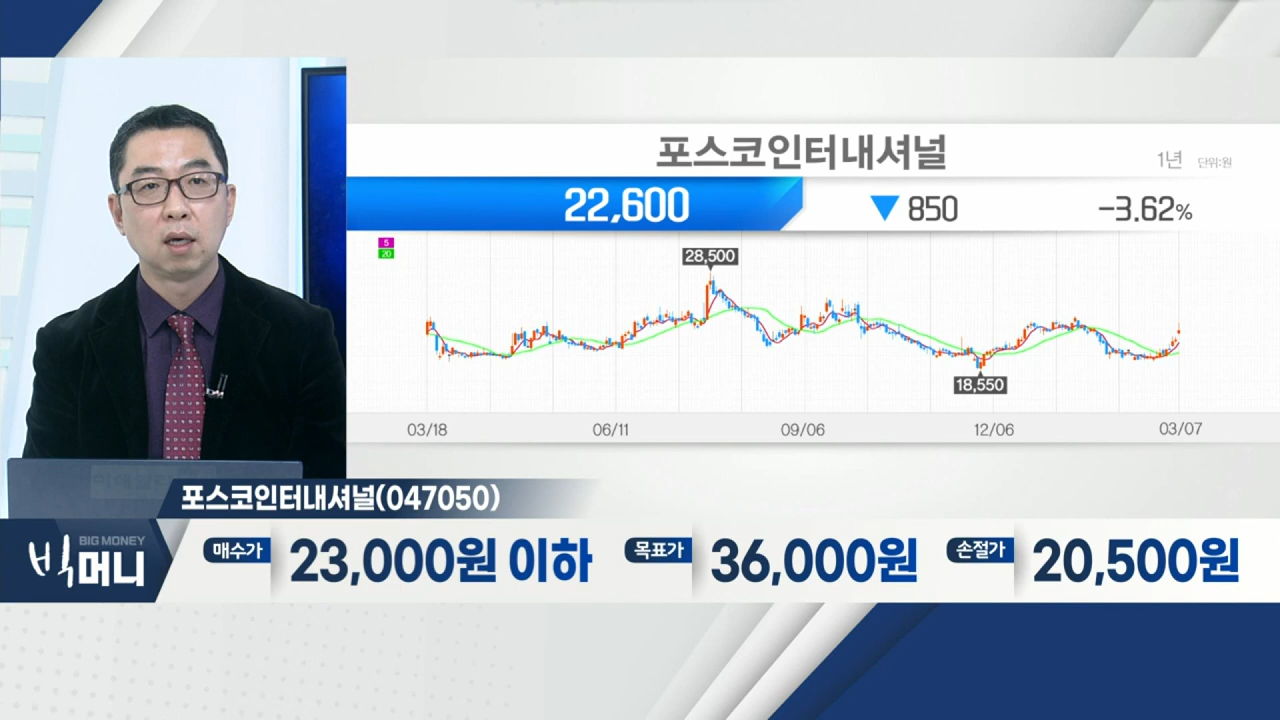 포스코인터내셔널
1년 단위:원
22,600 ▼ 850 -3.62%
5
20
28,500
18,550
03/18 06/11 09/06 12/06 03/07
포스코인터내셔널(047050)
BIG MONEY
빅머니
매수가 23,000원 이하 목표가 36,000원 손절가 20,500원